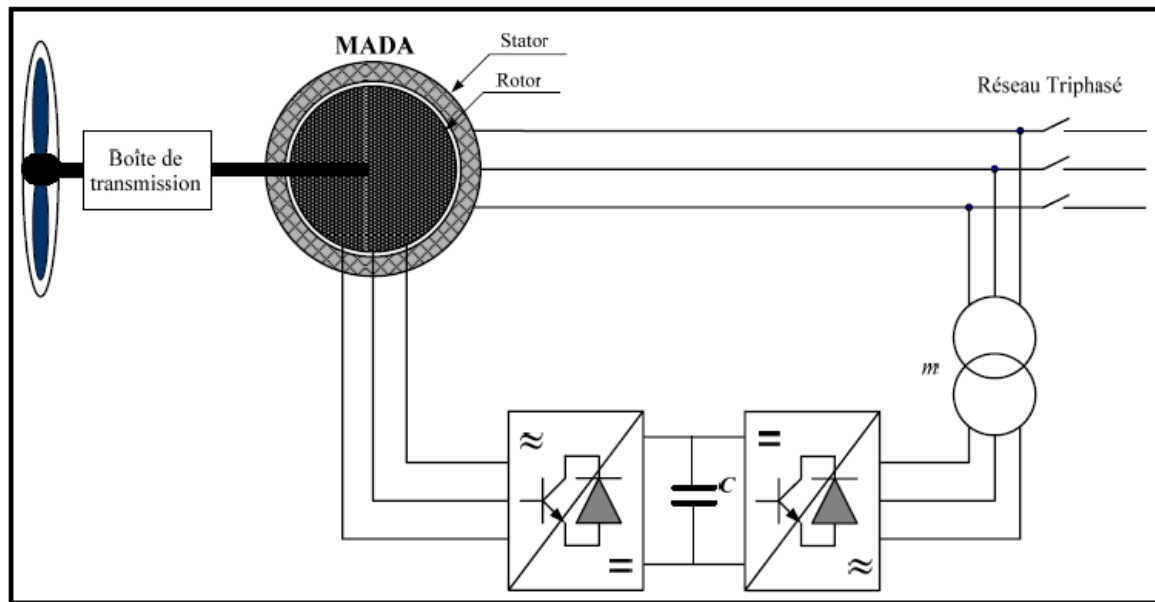 MADA
Stator
Rotor
Réseau Triphasé
Boîte de
transmission
m
C
≈
=
=
≈